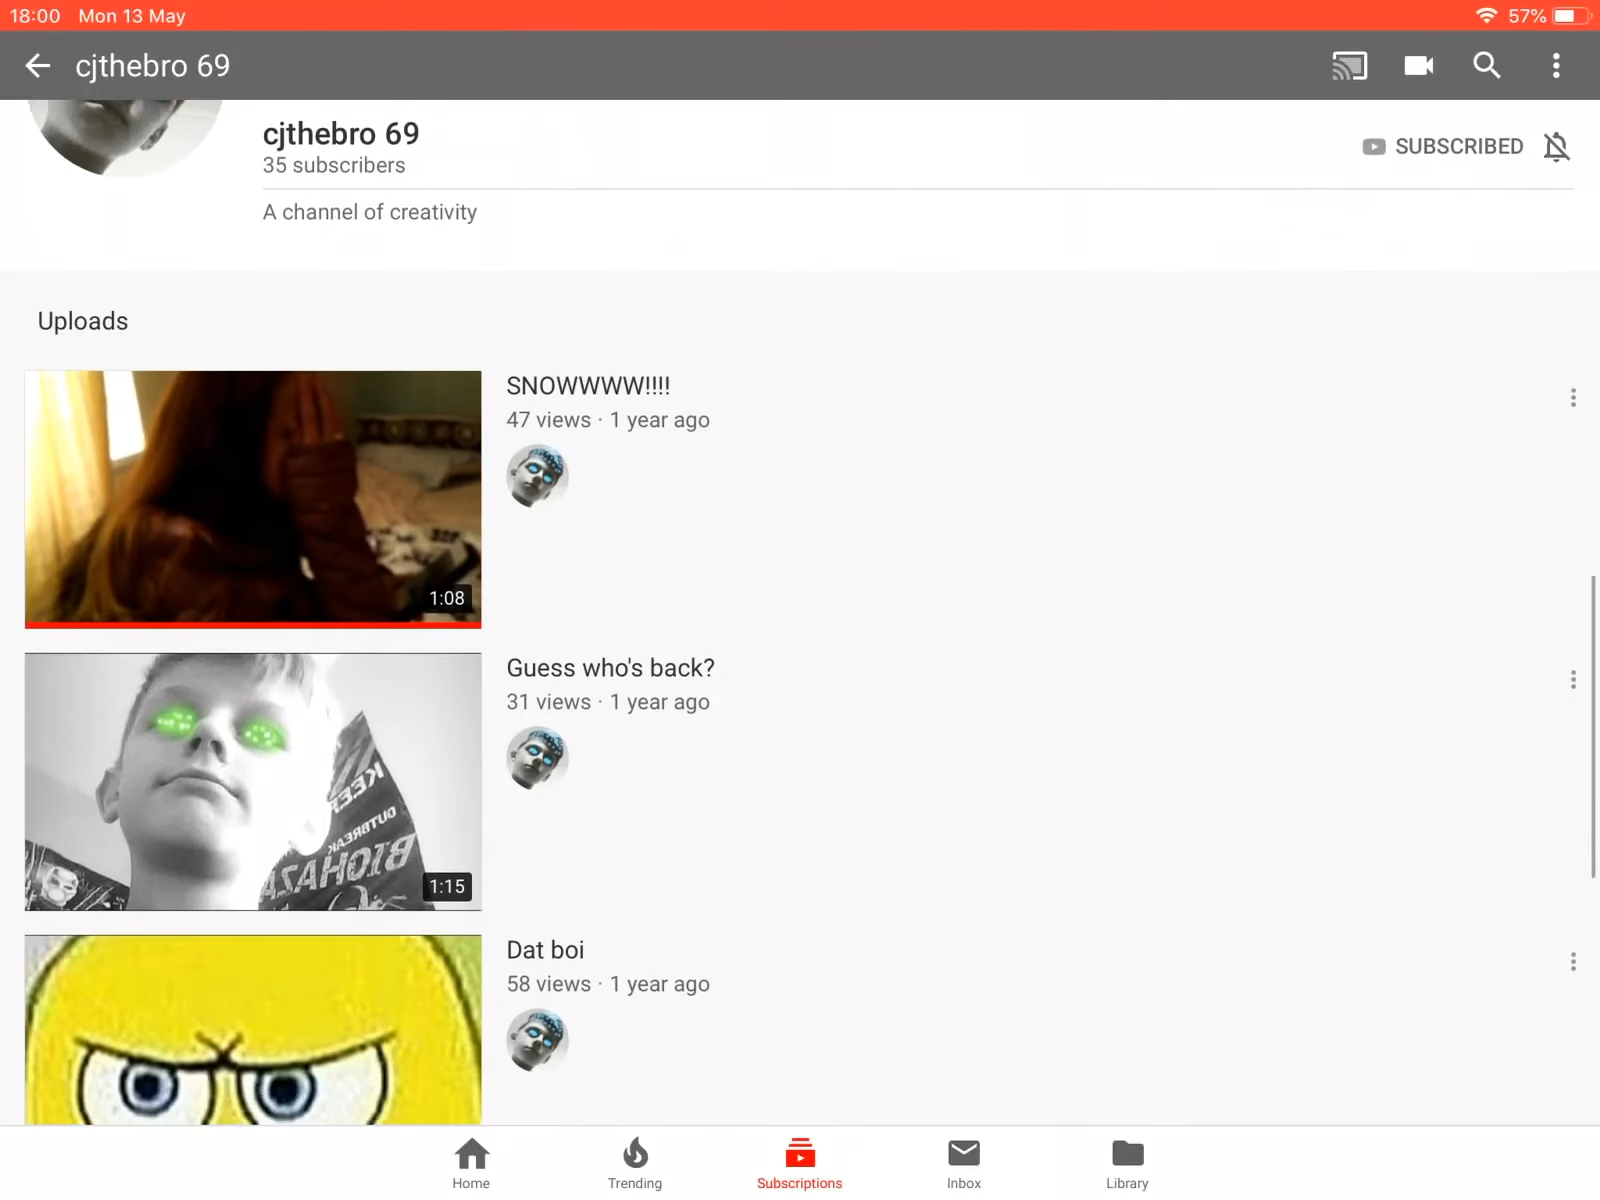 18:00 Mon 13 May
57%
cjthebro 69
cjthebro 69
35 subscribers
SUBSCRIBED
A channel of creativity
Uploads
SNOWWWW!!!!
47 views · 1 year ago
1:08
Guess who's back?
31 views · 1 year ago
KEEP
OUTBREAK
1:15
Dat boi
58 views · 1 year ago
Home
Trending
Subscriptions
Inbox
Library